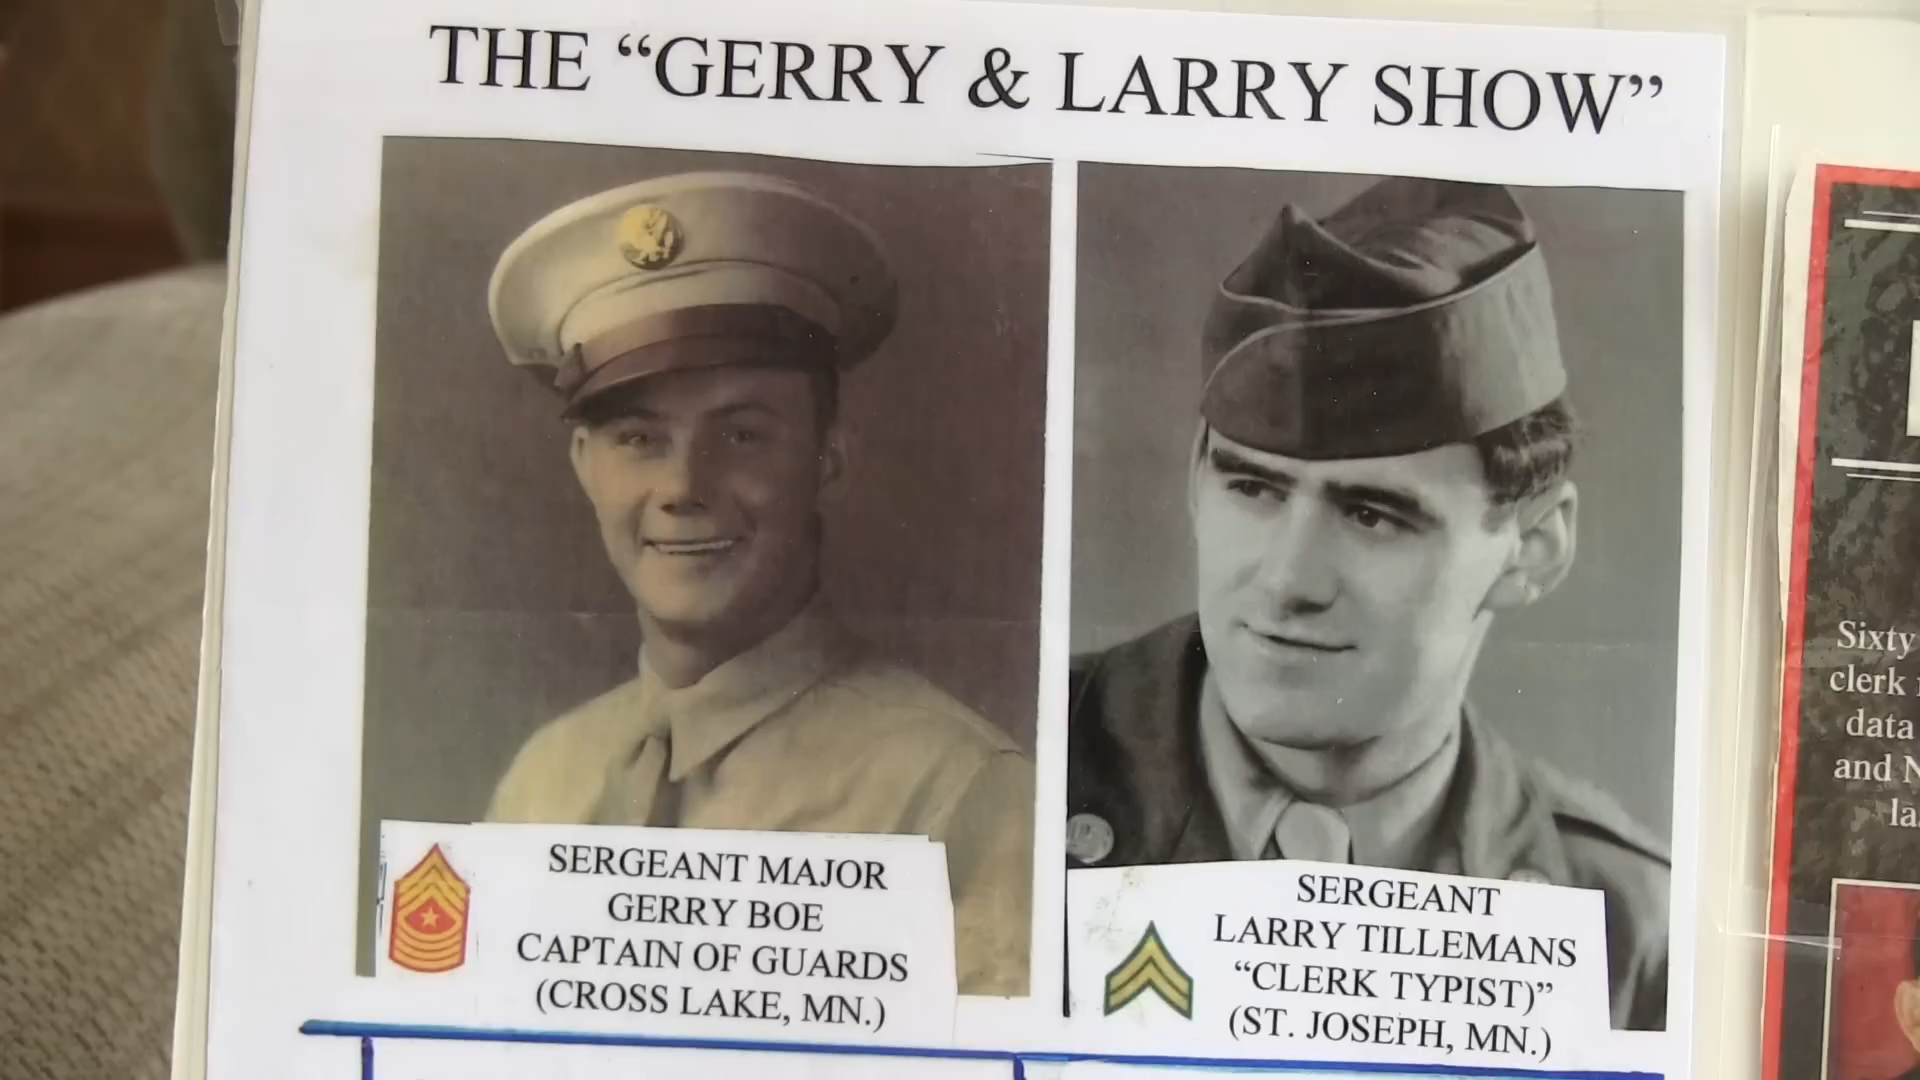 THE “GERRY & LARRY SHOW”
SERGEANT MAJOR
GERRY BOE
CAPTAIN OF GUARDS
(CROSS LAKE, MN.)
SERGEANT
LARRY TILLEMANS
“CLERK TYPIST)”
(ST. JOSEPH, MN.)
Sixty
clerk
data
and N
la